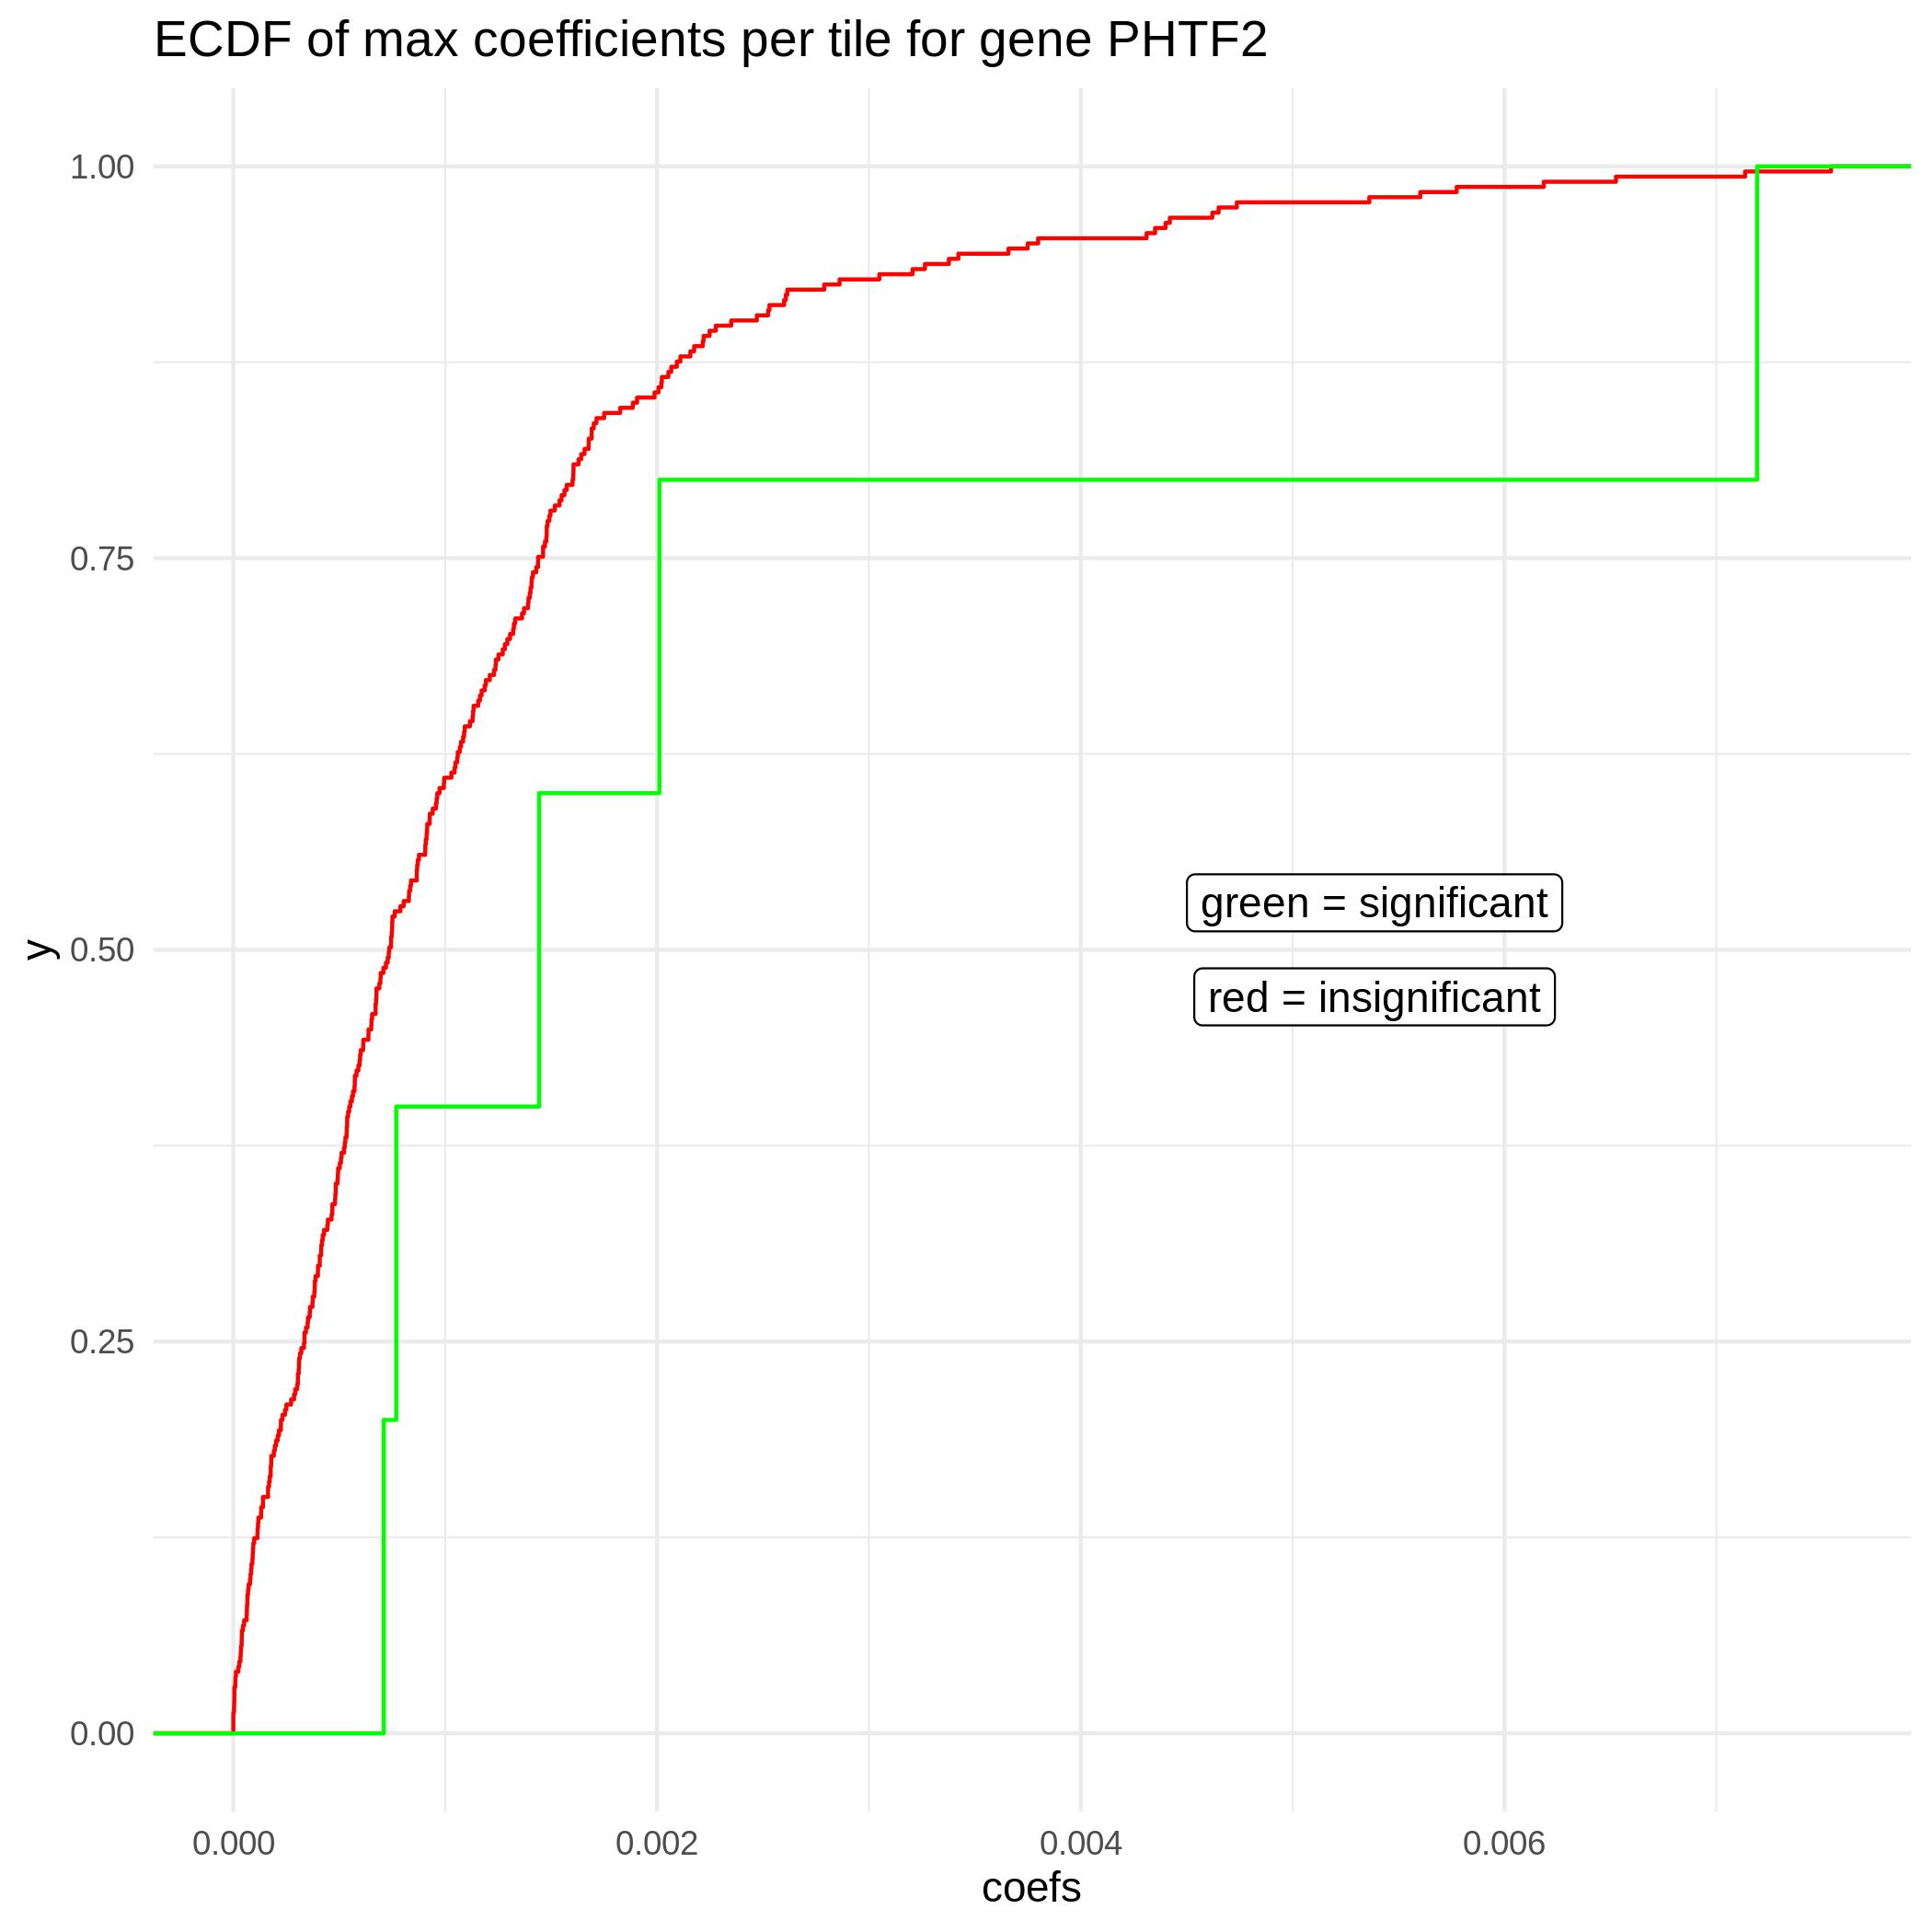 ECDF of max coefficients per tile for gene PHTF2
1.00
0.75
0.50
0.25
0.00
y
green = significant
red = insignificant
0.000
0.002
0.004
0.006
coefs